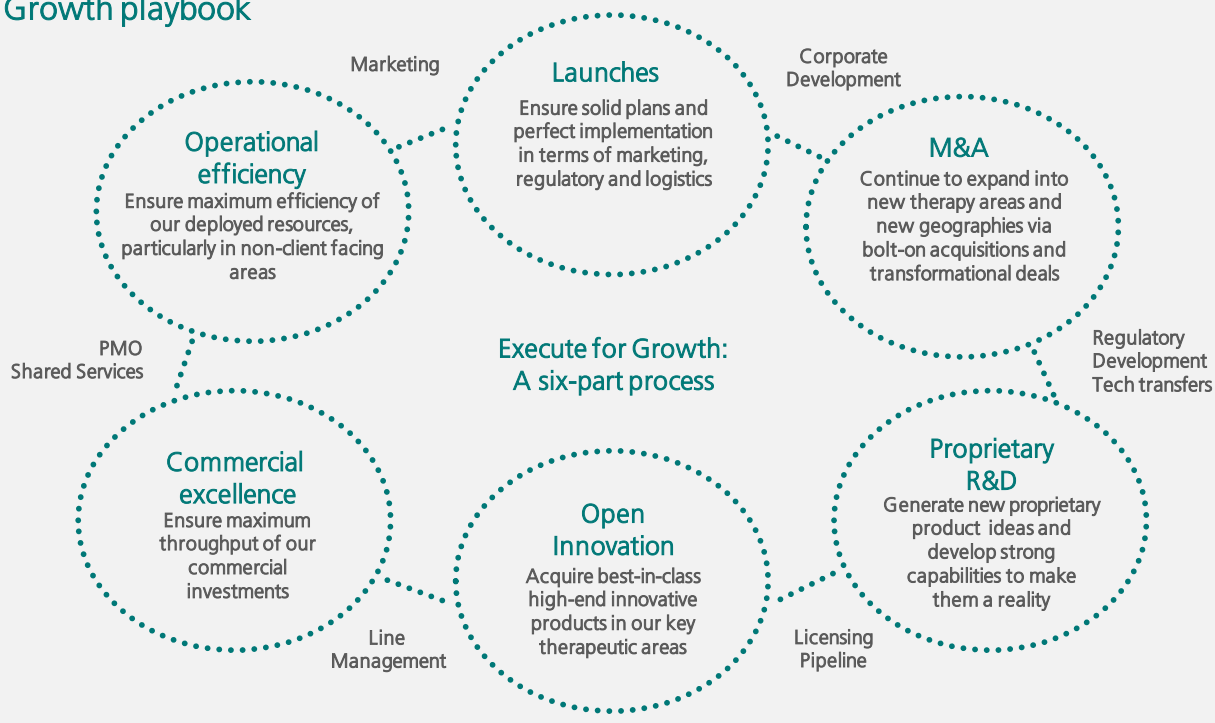 Growth playbook
Marketing
Launches
Ensure solid plans and
perfect implementation
in terms of marketing,
regulatory and logistics
Corporate
Development
M&A
Continue to expand into
new therapy areas and
new geographies via
bolt-on acquisitions and
transformational deals
Operational
efficiency
Ensure maximum efficiency of
our deployed resources,
particularly in non-client facing
areas
PMO
Shared Services
Execute for Growth:
A six-part process
Regulatory
Development
Tech transfers
Commercial
excellence
Ensure maximum
throughput of our
commercial
investments
Open
Innovation
Acquire best-in-class
high-end innovative
products in our key
therapeutic areas
Proprietary
R&D
Generate new proprietary
product ideas and
develop strong
capabilities to make
them a reality
Line
Management
Licensing
Pipeline